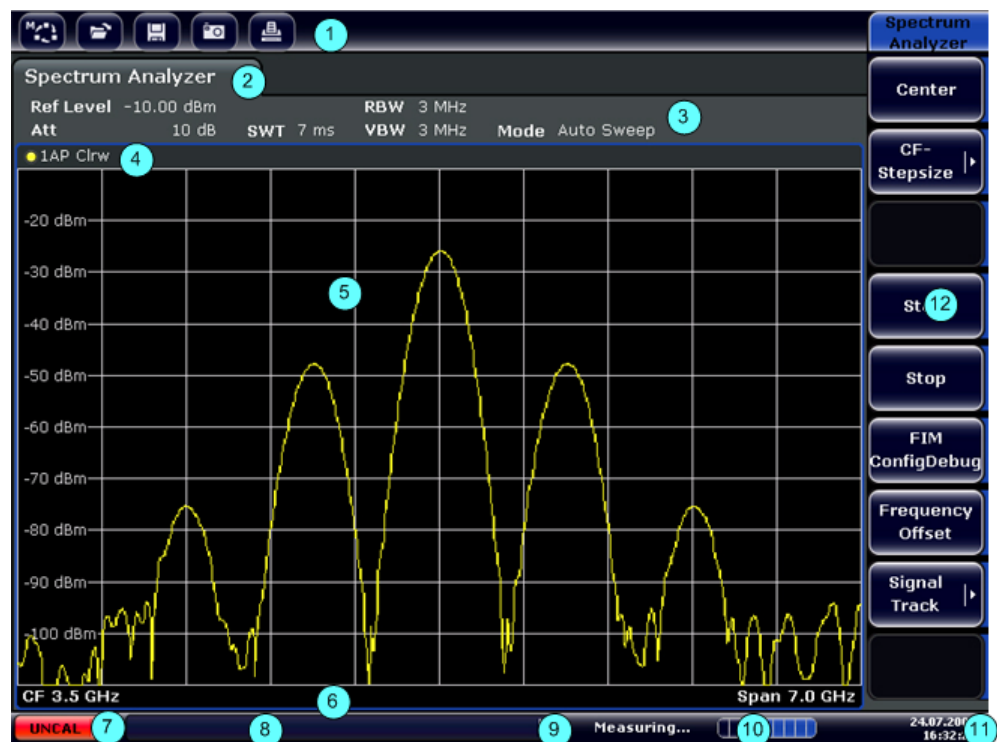 M
1
Spectrum Analyzer
Spectrum Analyzer 2
Ref Level -10.00 dBm RBW 3 MHz
Att 10 dB SWT 7 ms VBW 3 MHz Mode Auto Sweep 3
1AP Clrw 4
-20 dBm
-30 dBm
-40 dBm
-50 dBm
-60 dBm
-70 dBm
-80 dBm
-90 dBm
-100 dBm
5
CF 3.5 GHz Span 7.0 GHz
6
Center
CF-
Stepsize
12
Stop
FIM
ConfigDebug
Frequency
Offset
Signal
Track
UNCAL 7 8 9 Measuring... 10
24.07.
16:32:
11